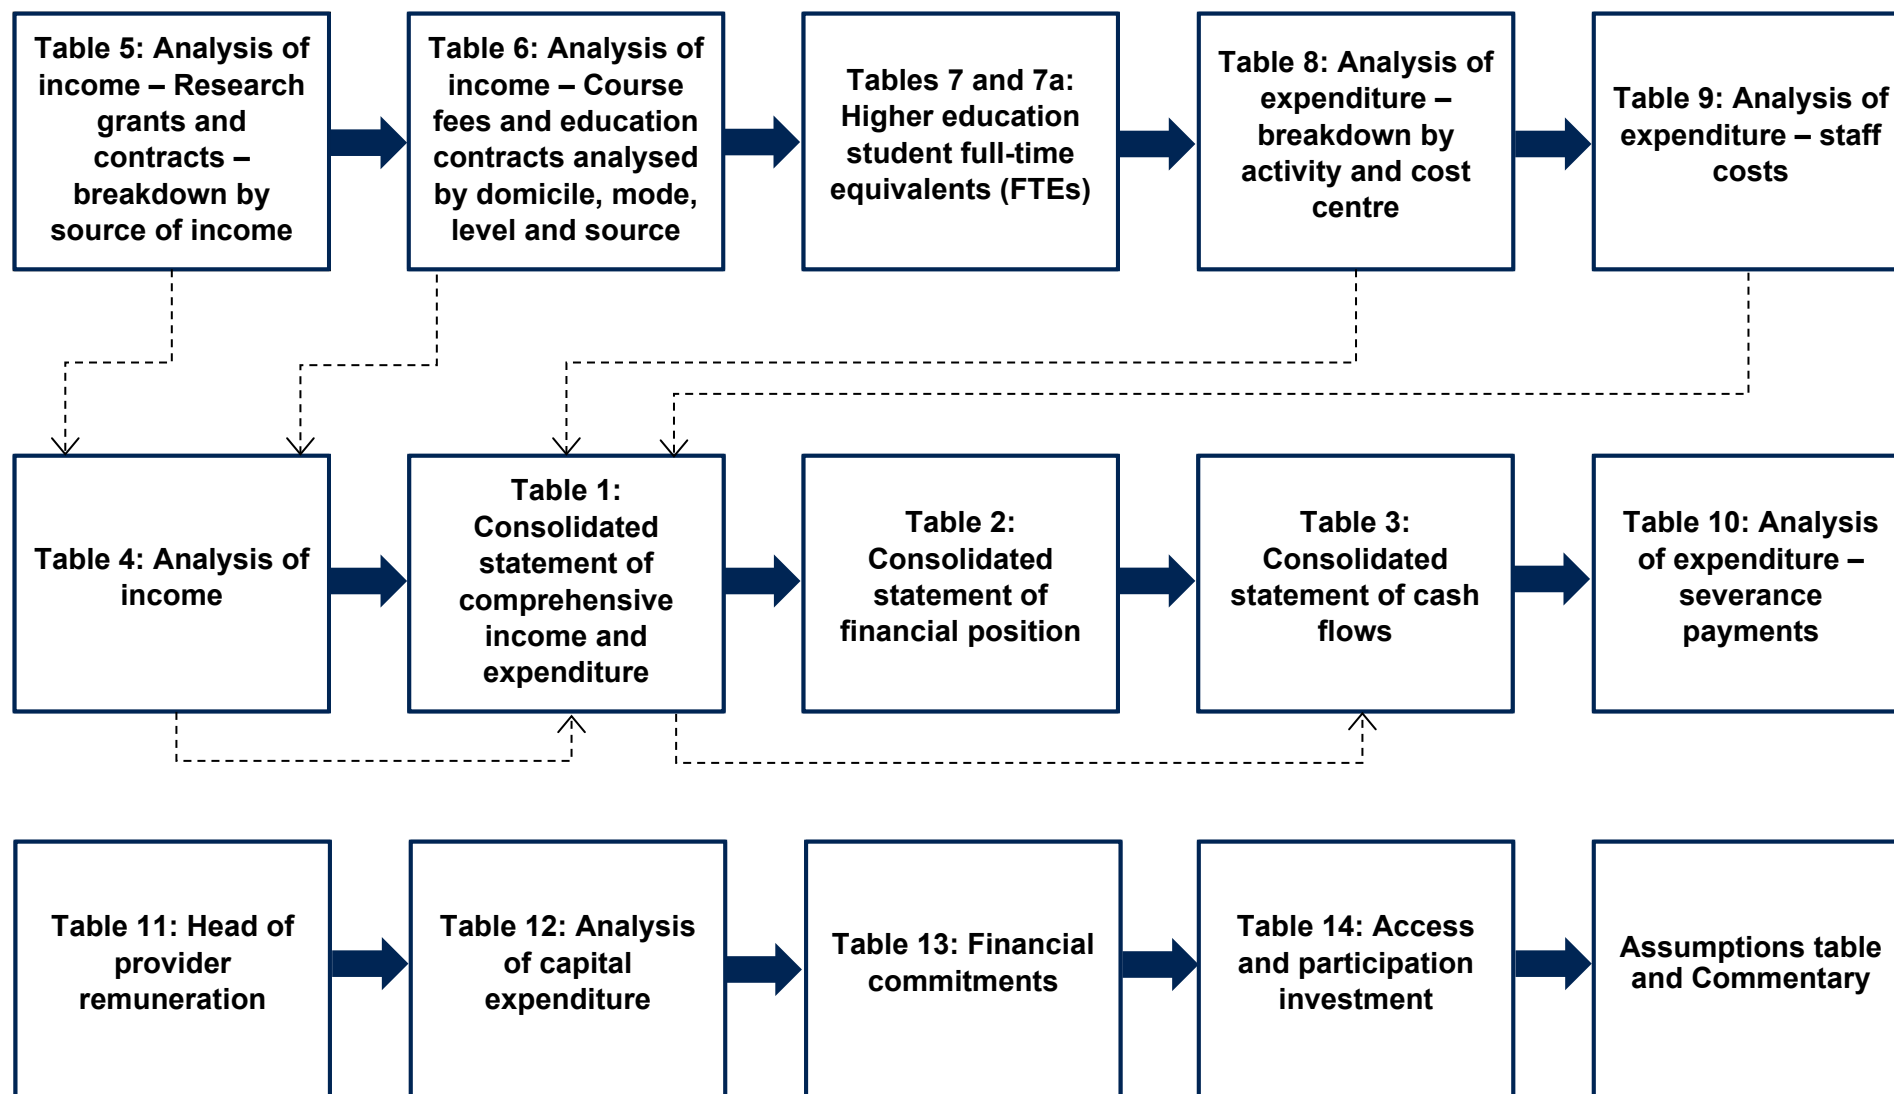 Table 5: Analysis of
income – Research
grants and
contracts –
breakdown by
source of income
Table 6: Analysis of
income – Course
fees and education
contracts analysed
by domicile, mode,
level and source
Tables 7 and 7a:
Higher education
student full-time
equivalents (FTEs)
Table 8: Analysis of
expenditure –
breakdown by
activity and cost
centre
Table 9: Analysis of
expenditure – staff
costs
Table 4: Analysis of
income
Table 1:
Consolidated
statement of
comprehensive
income and
expenditure
Table 2:
Consolidated
statement of
financial position
Table 3:
Consolidated
statement of cash
flows
Table 10: Analysis
of expenditure –
severance
payments
Table 11: Head of
provider
remuneration
Table 12: Analysis
of capital
expenditure
Table 13: Financial
commitments
Table 14: Access
and participation
investment
Assumptions table
and Commentary